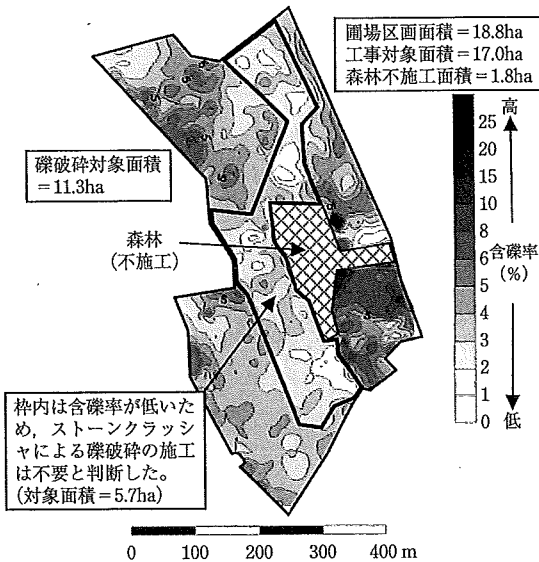 圃場区画面積＝18.8ha
工事対象面積＝17.0ha
森林不施工面積＝1.8ha
高
25
20
15
10
8
6
5
4
3
2
1
0
含礫率
(%)
低
礫破砕対象面積
＝11.3ha
森林
(不施工)
枠内は含礫率が低いた
め，ストーンクラッシ
ャによる礫破砕の施工
は不要と判断した。
(対象面積＝5.7ha)
0 100 200 300 400 m